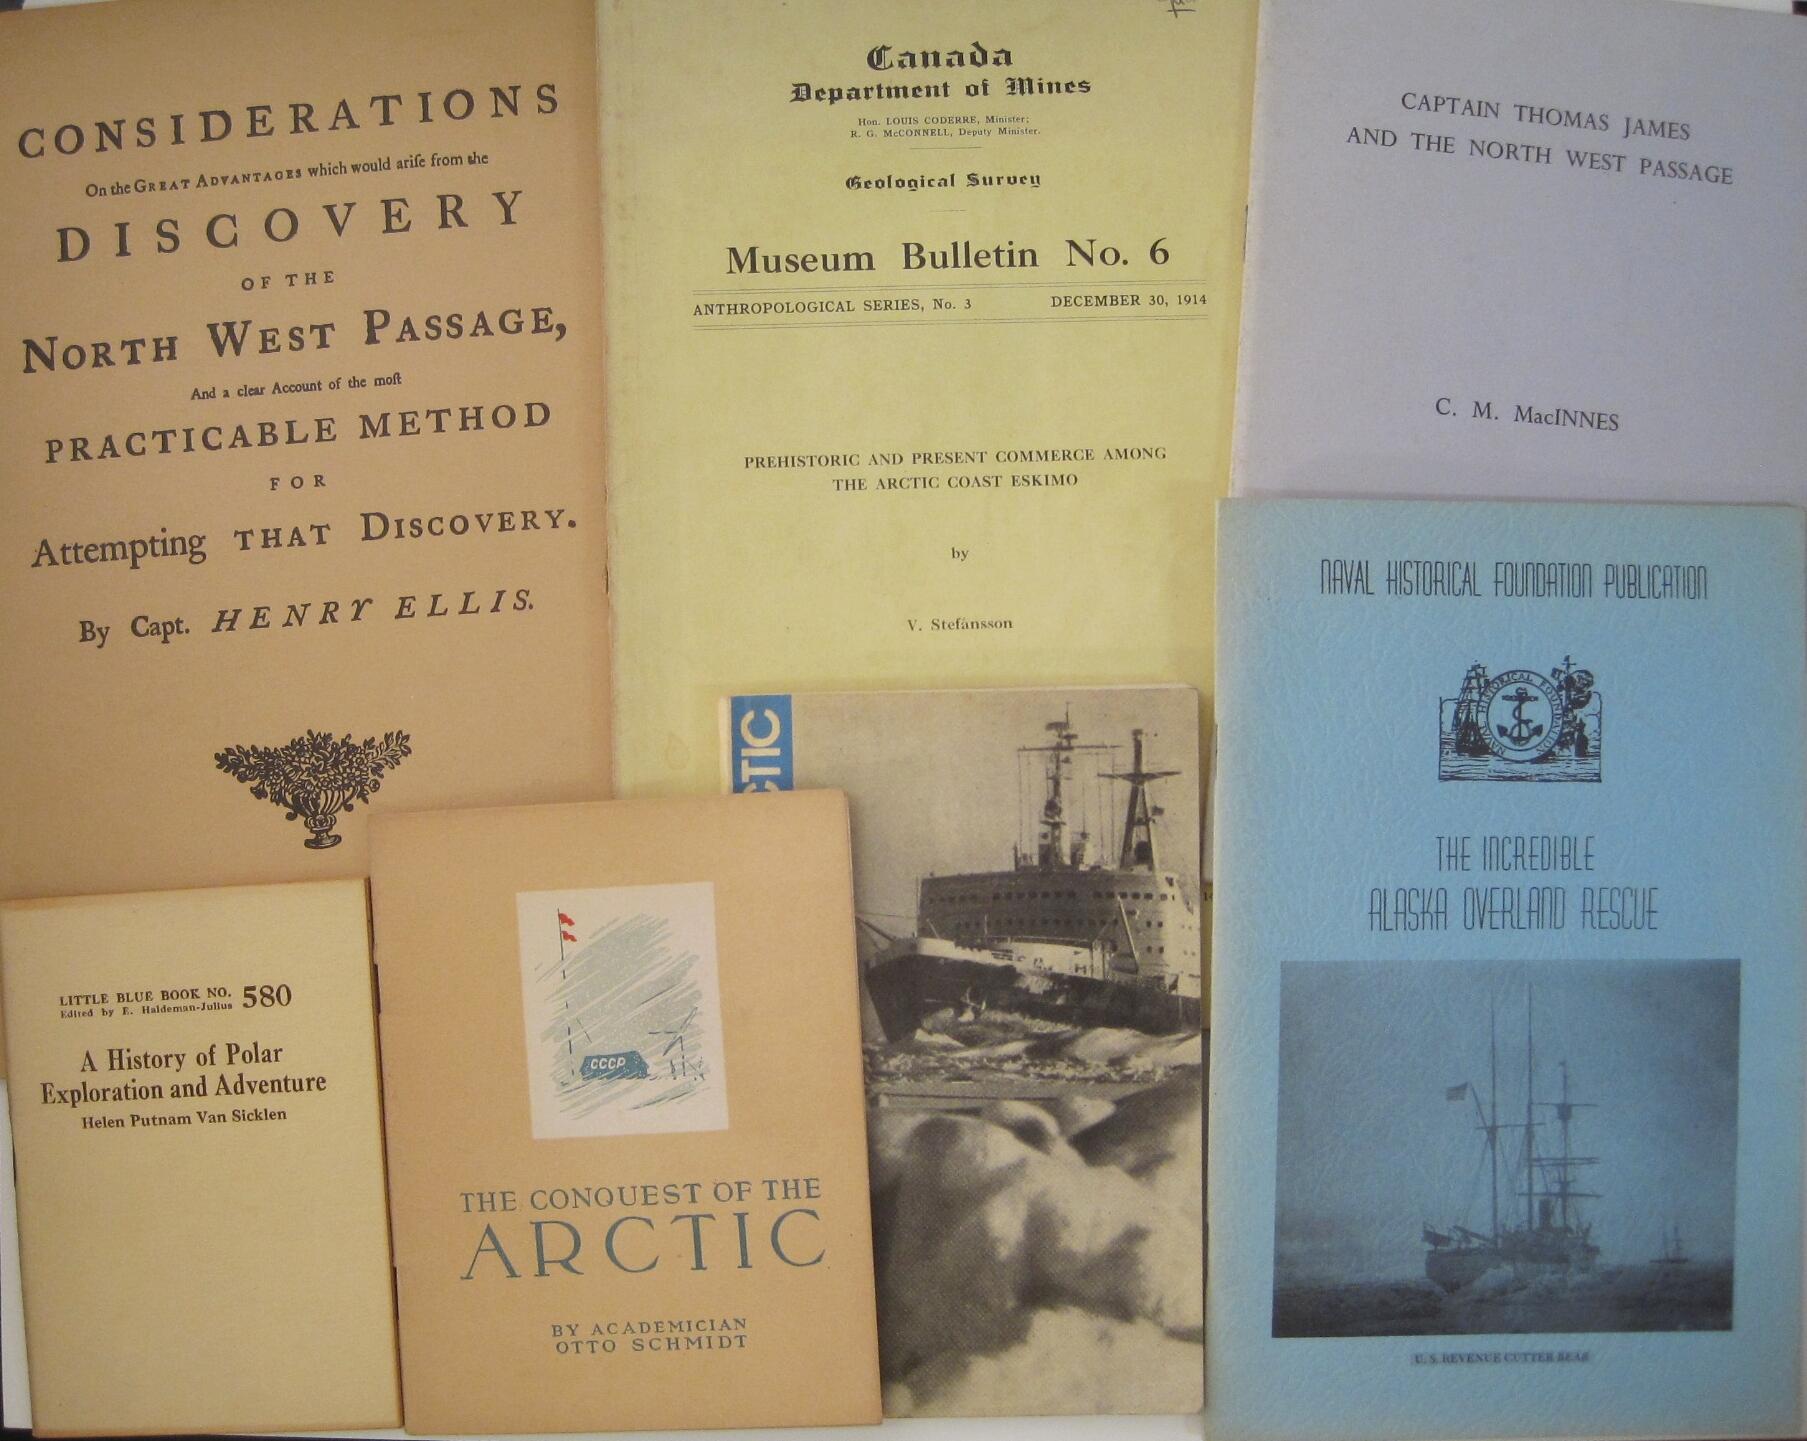 CONSIDERATIONS
On the GREAT ADVANTAGES which would ariſe from the
DISCOVERY
OF THE
NORTH WEST PASSAGE,
And a clear Account of the moſt
PRACTICABLE METHOD
FOR
Attempting THAT DISCOVERY.
By Capt. HENRY ELLIS.
Canada
Department of Mines
Hon. LOUIS CODERRE, Minister;
R. G. McCONNELL, Deputy Minister.
Geological Survey
Museum Bulletin No. 6
ANTHROPOLOGICAL SERIES, No. 3 DECEMBER 30, 1914
PREHISTORIC AND PRESENT COMMERCE AMONG
THE ARCTIC COAST ESKIMO
by
V. Stefánsson
CAPTAIN THOMAS JAMES
AND THE NORTH WEST PASSAGE
C. M. MacINNES
LITTLE BLUE BOOK NO. 580
Edited by E. Haldeman-Julius
A History of Polar
Exploration and Adventure
Helen Putnam Van Sicklen
CCCP
THE CONQUEST OF THE
ARCTIC
BY ACADEMICIAN
OTTO SCHMIDT
CTIC
NAVAL HISTORICAL FOUNDATION PUBLICATION
NAVAL HISTORICAL FOUNDATION
THE INCREDIBLE
ALASKA OVERLAND RESCUE
U. S. REVENUE CUTTER BEAR